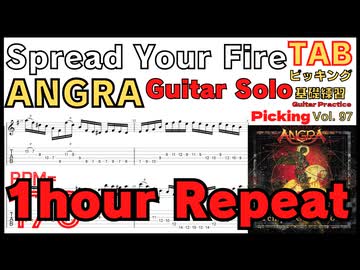 Spread Your Fire TAB
ANGRA Guitar Solo
ピッキング
基礎練習
Guitar Practice
Picking Vol. 97
ANGRA
1hour Repeat